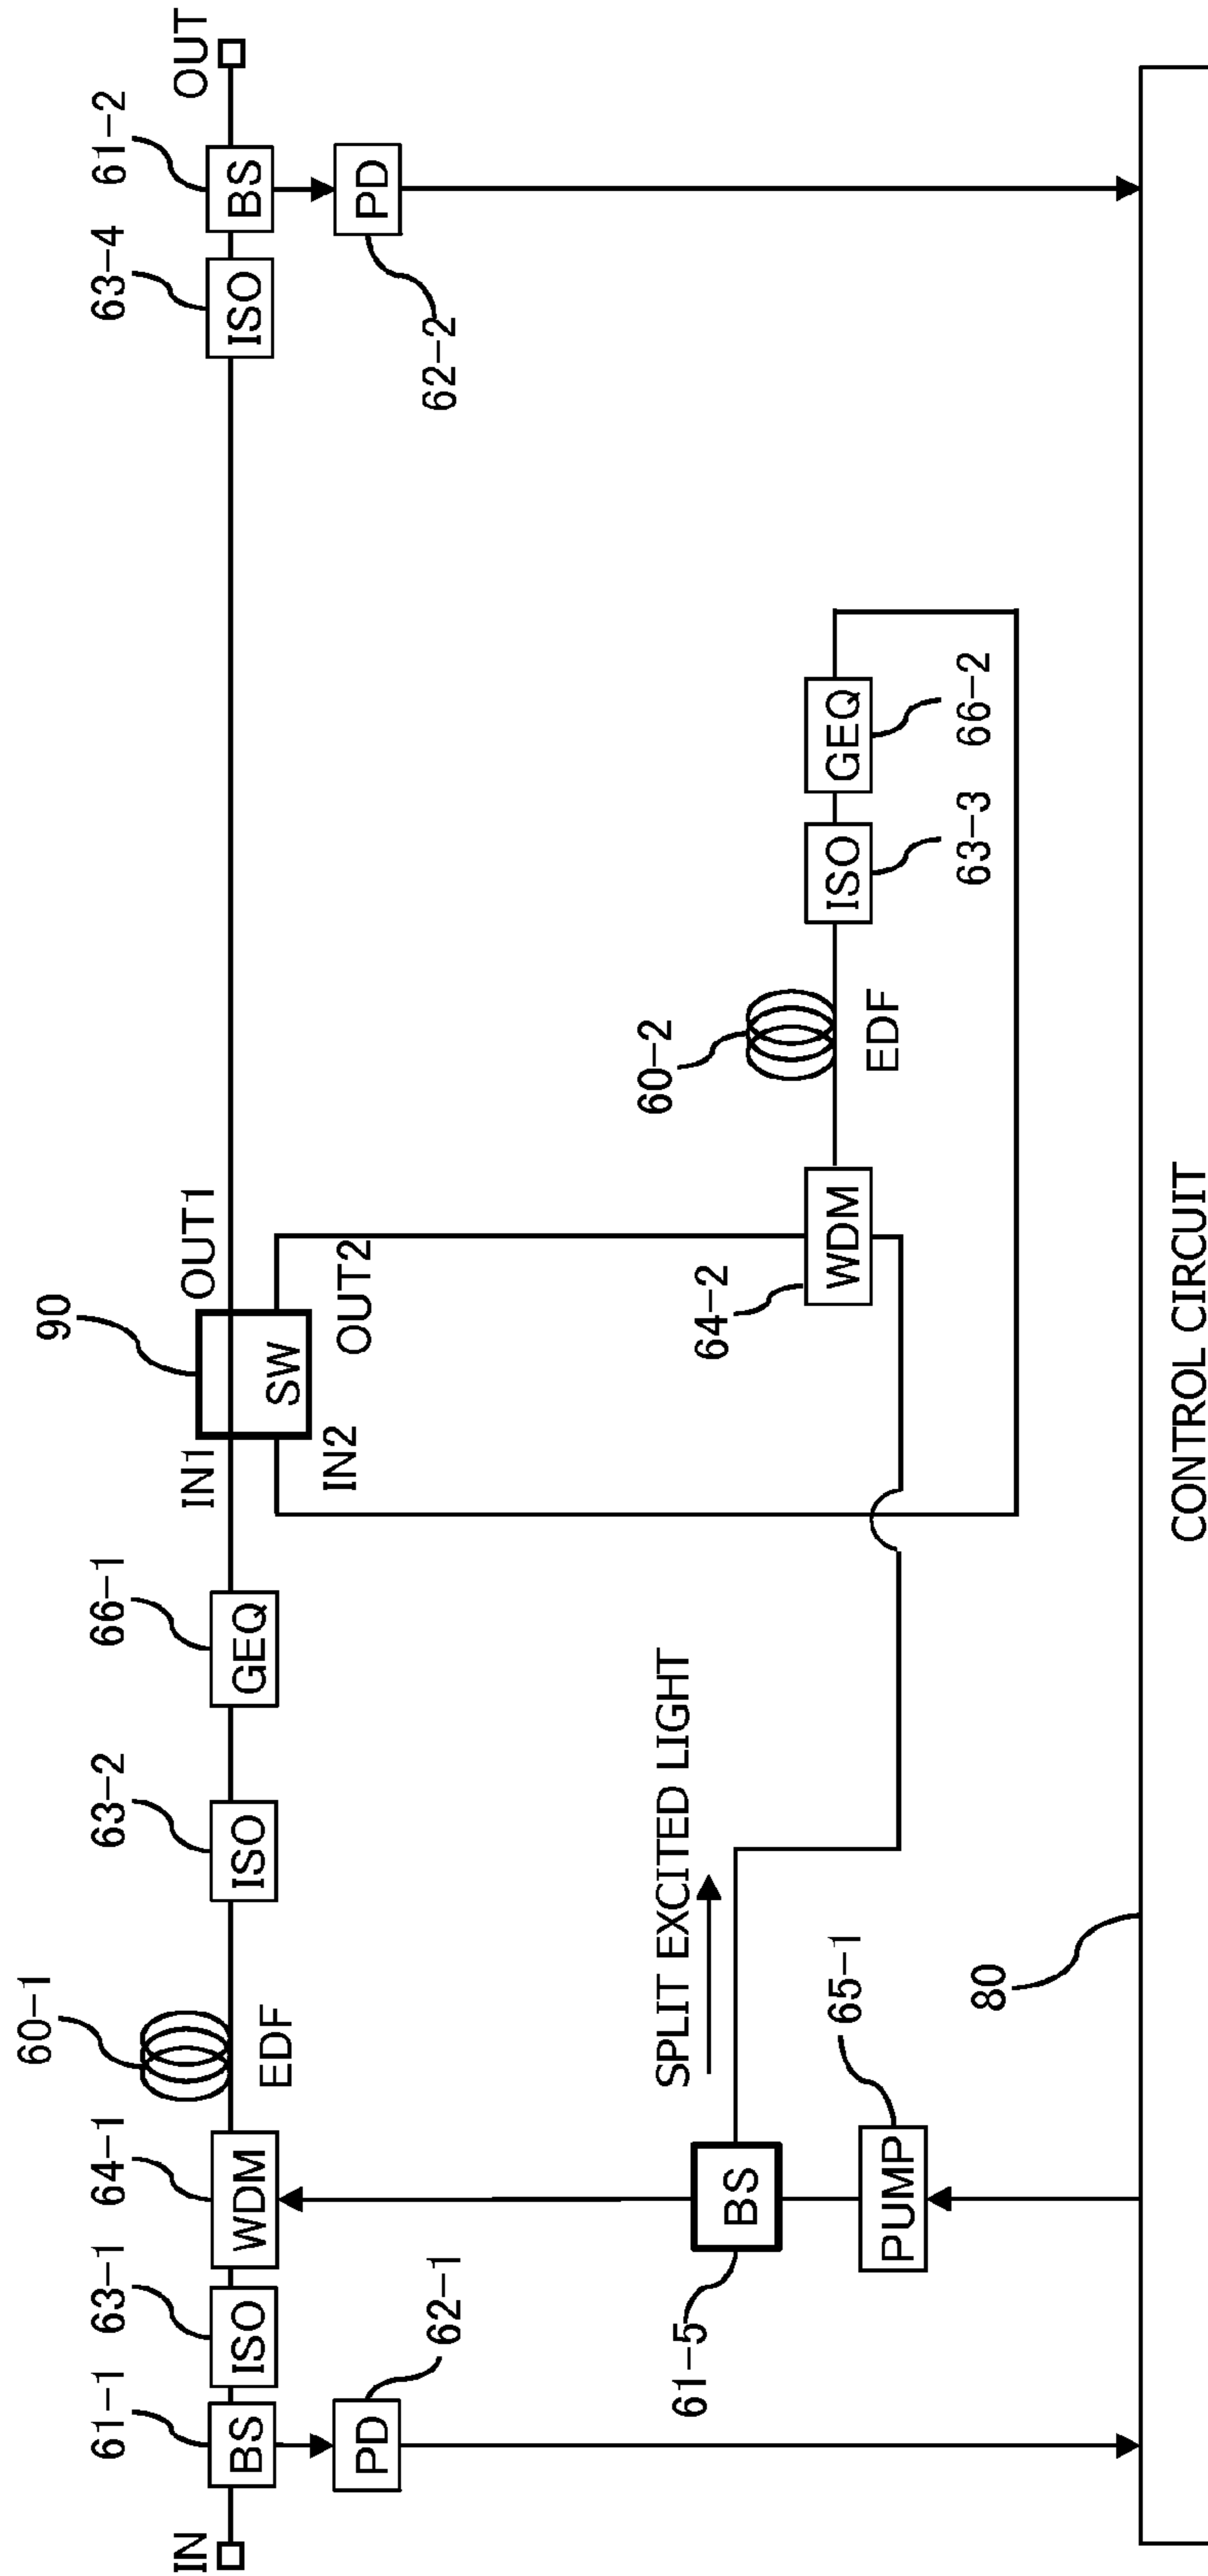 60-1
61-1
63-1
64-1
63-2
66-1
90
63-4
61-2
IN
BS
ISO
WDM
EDF
ISO
GEQ
IN1
SW
OUT1
ISO
BS
OUT
IN2
OUT2
PD
62-1
PD
62-2
SPLIT EXCITED LIGHT
61-5
BS
65-1
PUMP
64-2
WDM
60-2
EDF
ISO
GEQ
63-3
66-2
80
CONTROL CIRCUIT